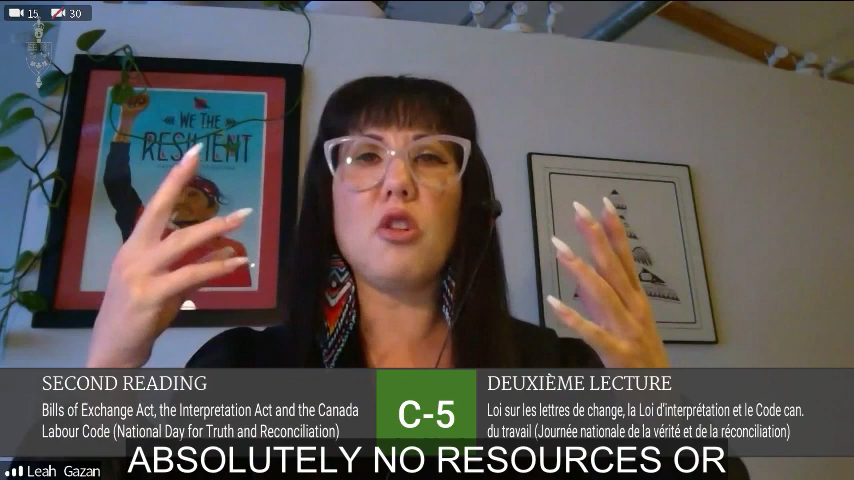 15 30
WE THE
RESILIENT
SECOND READING
Bills of Exchange Act, the Interpretation Act and the Canada
Labour Code (National Day for Truth and Reconciliation)
C-5
DEUXIÈME LECTURE
Loi sur les lettres de change, la Loi d'interprétation et le Code can.
du travail (Journée nationale de la vérité et de la réconciliation)
Leah Gazan
ABSOLUTELY NO RESOURCES OR